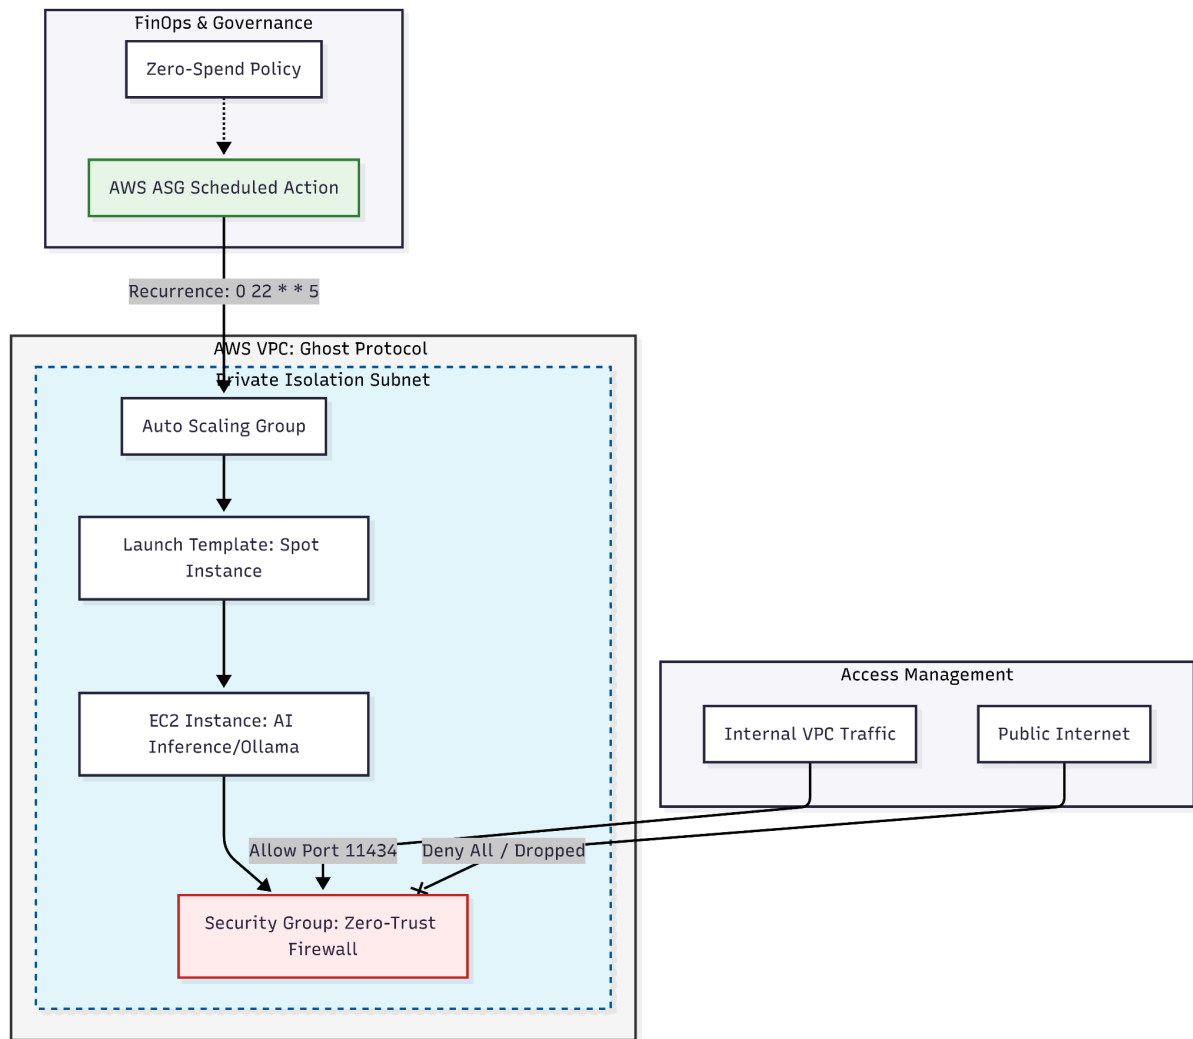 FinOps & Governance
Zero-Spend Policy
AWS ASG Scheduled Action
Recurrence: 0 22 * * 5
AWS VPC: Ghost Protocol
Private Isolation Subnet
Auto Scaling Group
Launch Template: Spot
Instance
EC2 Instance: AI
Inference/Ollama
Access Management
Internal VPC Traffic
Public Internet
Allow Port 11434
Deny All / Dropped
Security Group: Zero-Trust
Firewall